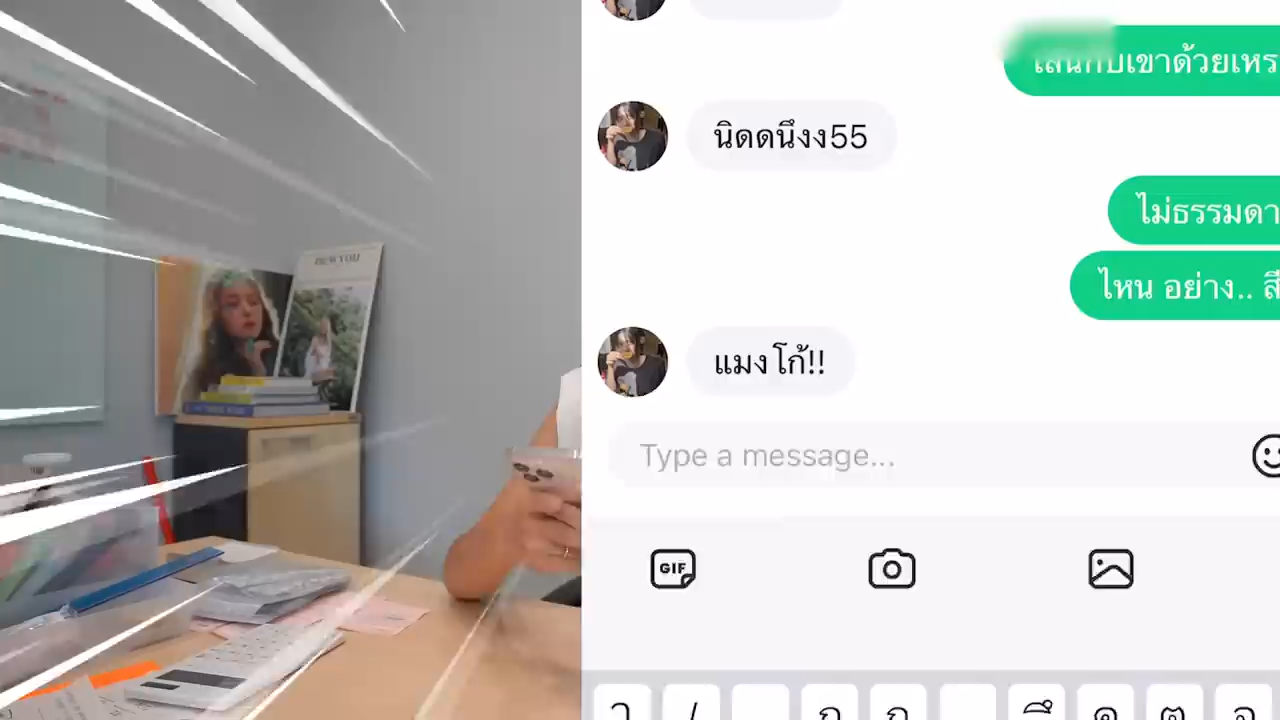 เล่นกับเขาด้วยเหร
นิดดนึงง55
ไม่ธรรมดา
ไหน อย่าง.. สี
แมงโก้!!
Type a message...
GIF